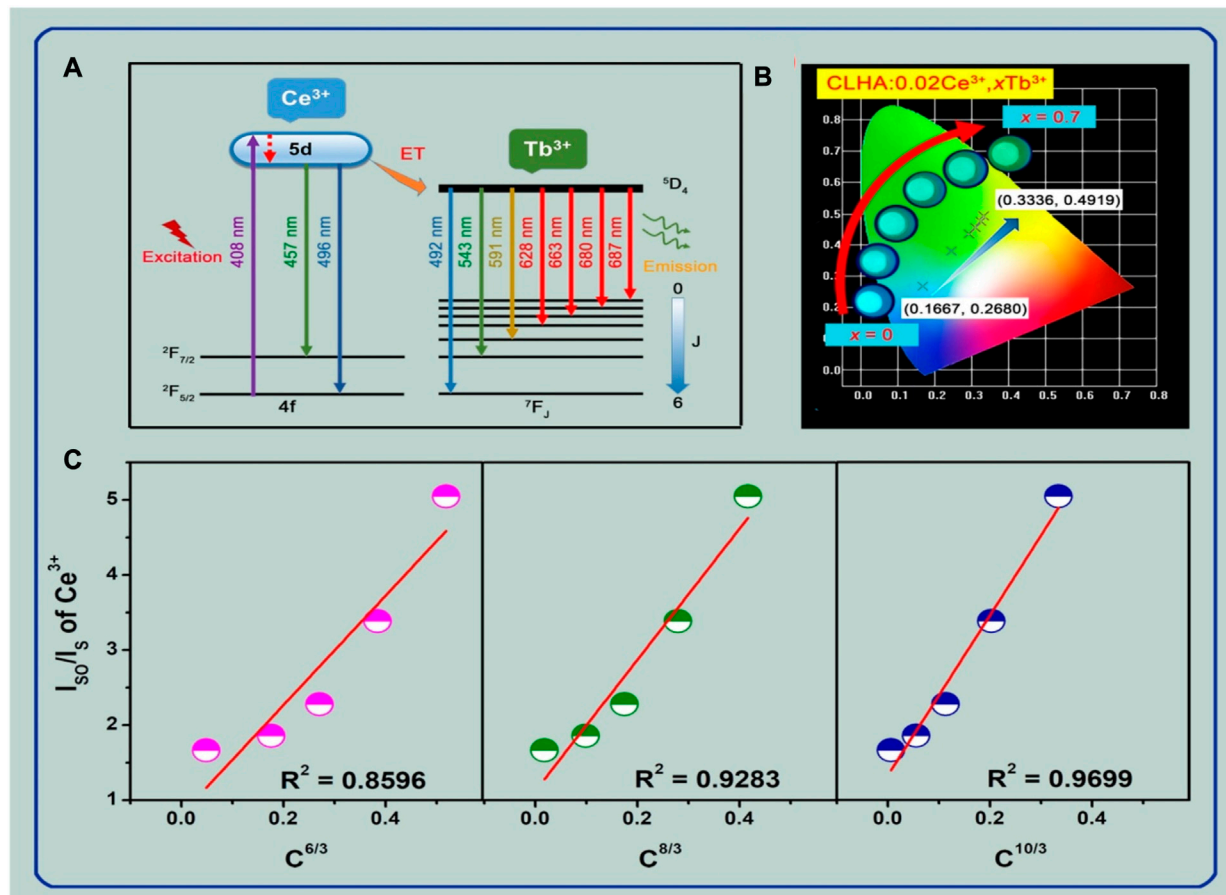 A
Ce³⁺
5d
ET
Tb³⁺
⁵D₄
Excitation
408 nm
457 nm
496 nm
492 nm
543 nm
591 nm
628 nm
663 nm
680 nm
687 nm
Emission
0
J
6
²F₇/₂
²F₅/₂
4f
⁷F_J
B
CLHA:0.02Ce³⁺,xTb³⁺
x = 0.7
(0.3336, 0.4919)
(0.1667, 0.2680)
x = 0
0.8
0.7
0.6
0.5
0.4
0.3
0.2
0.1
0.0
0.0 0.1 0.2 0.3 0.4 0.5 0.6 0.7 0.8
C
I_S0/I_S of Ce³⁺
5
4
3
2
1
R² = 0.8596
R² = 0.9283
R² = 0.9699
0.0 0.2 0.4
0.0 0.2 0.4
0.0 0.2 0.4
C^6/3
C^8/3
C^10/3